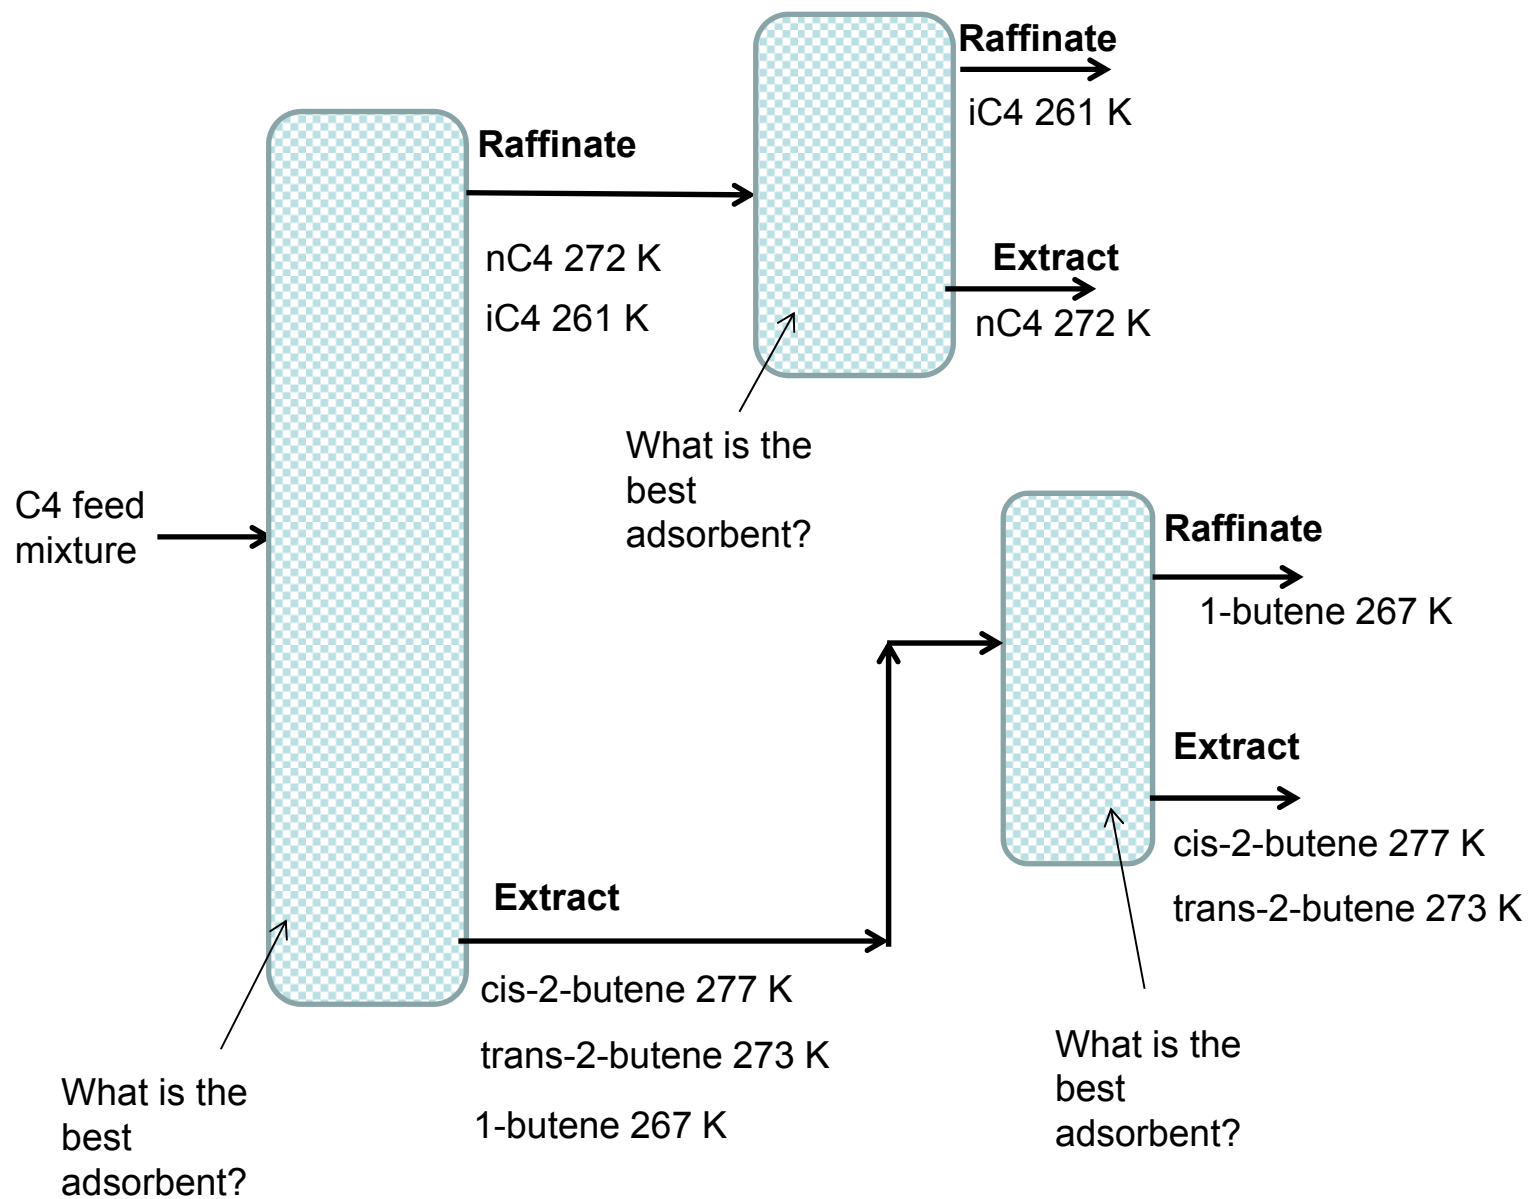 Raffinate
iC4 261 K
Raffinate
nC4 272 K
iC4 261 K
Extract
nC4 272 K
What is the
best
adsorbent?
C4 feed
mixture
Raffinate
1-butene 267 K
Extract
cis-2-butene 277 K
trans-2-butene 273 K
Extract
cis-2-butene 277 K
trans-2-butene 273 K
1-butene 267 K
What is the
best
adsorbent?
What is the
best
adsorbent?